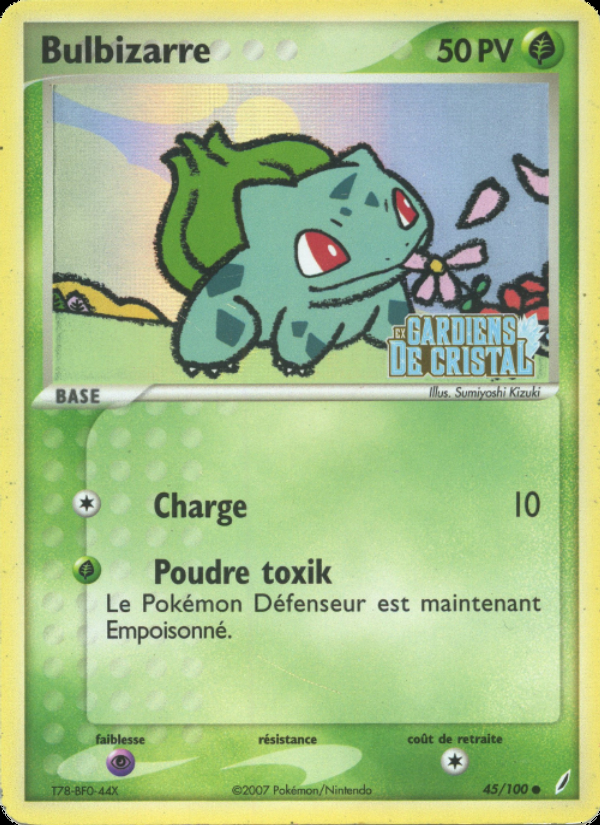 Bulbizarre
50 PV
EX GARDIENS
DE CRISTAL
BASE
Illus. Sumiyoshi Kizuki
Charge 10
Poudre toxik
Le Pokémon Défenseur est maintenant
Empoisonné.
faiblesse résistance coût de retraite
T78-BF0-44X ©2007 Pokémon/Nintendo 45/100